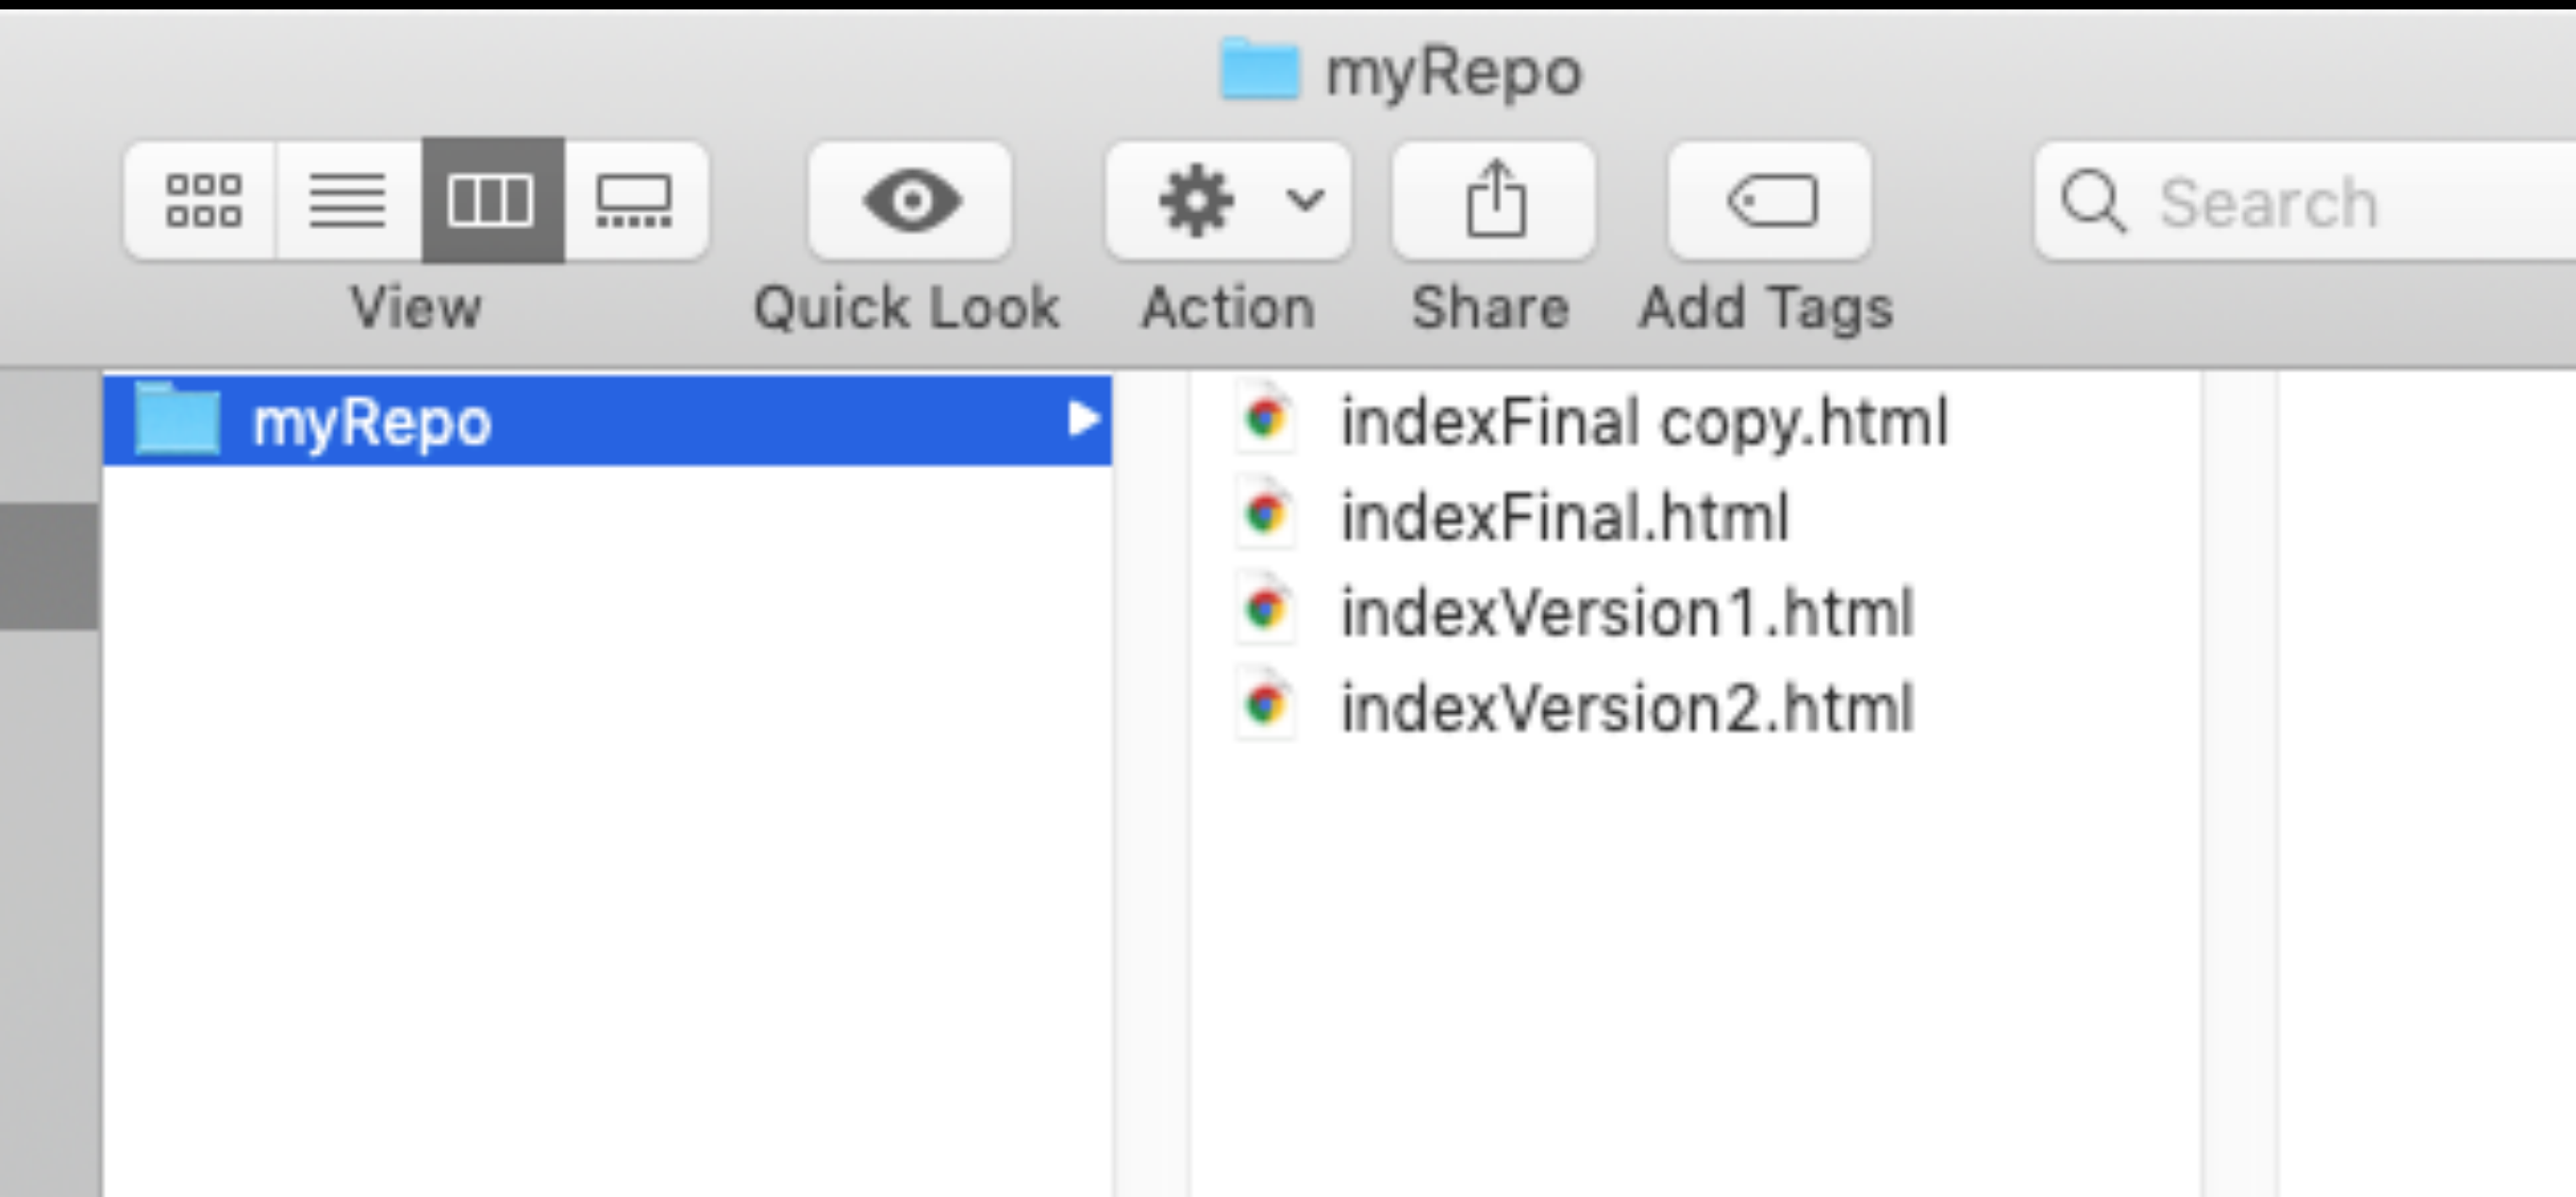 myRepo
Search
View
Quick Look
Action
Share
Add Tags
myRepo
indexFinal copy.html
indexFinal.html
indexVersion1.html
indexVersion2.html